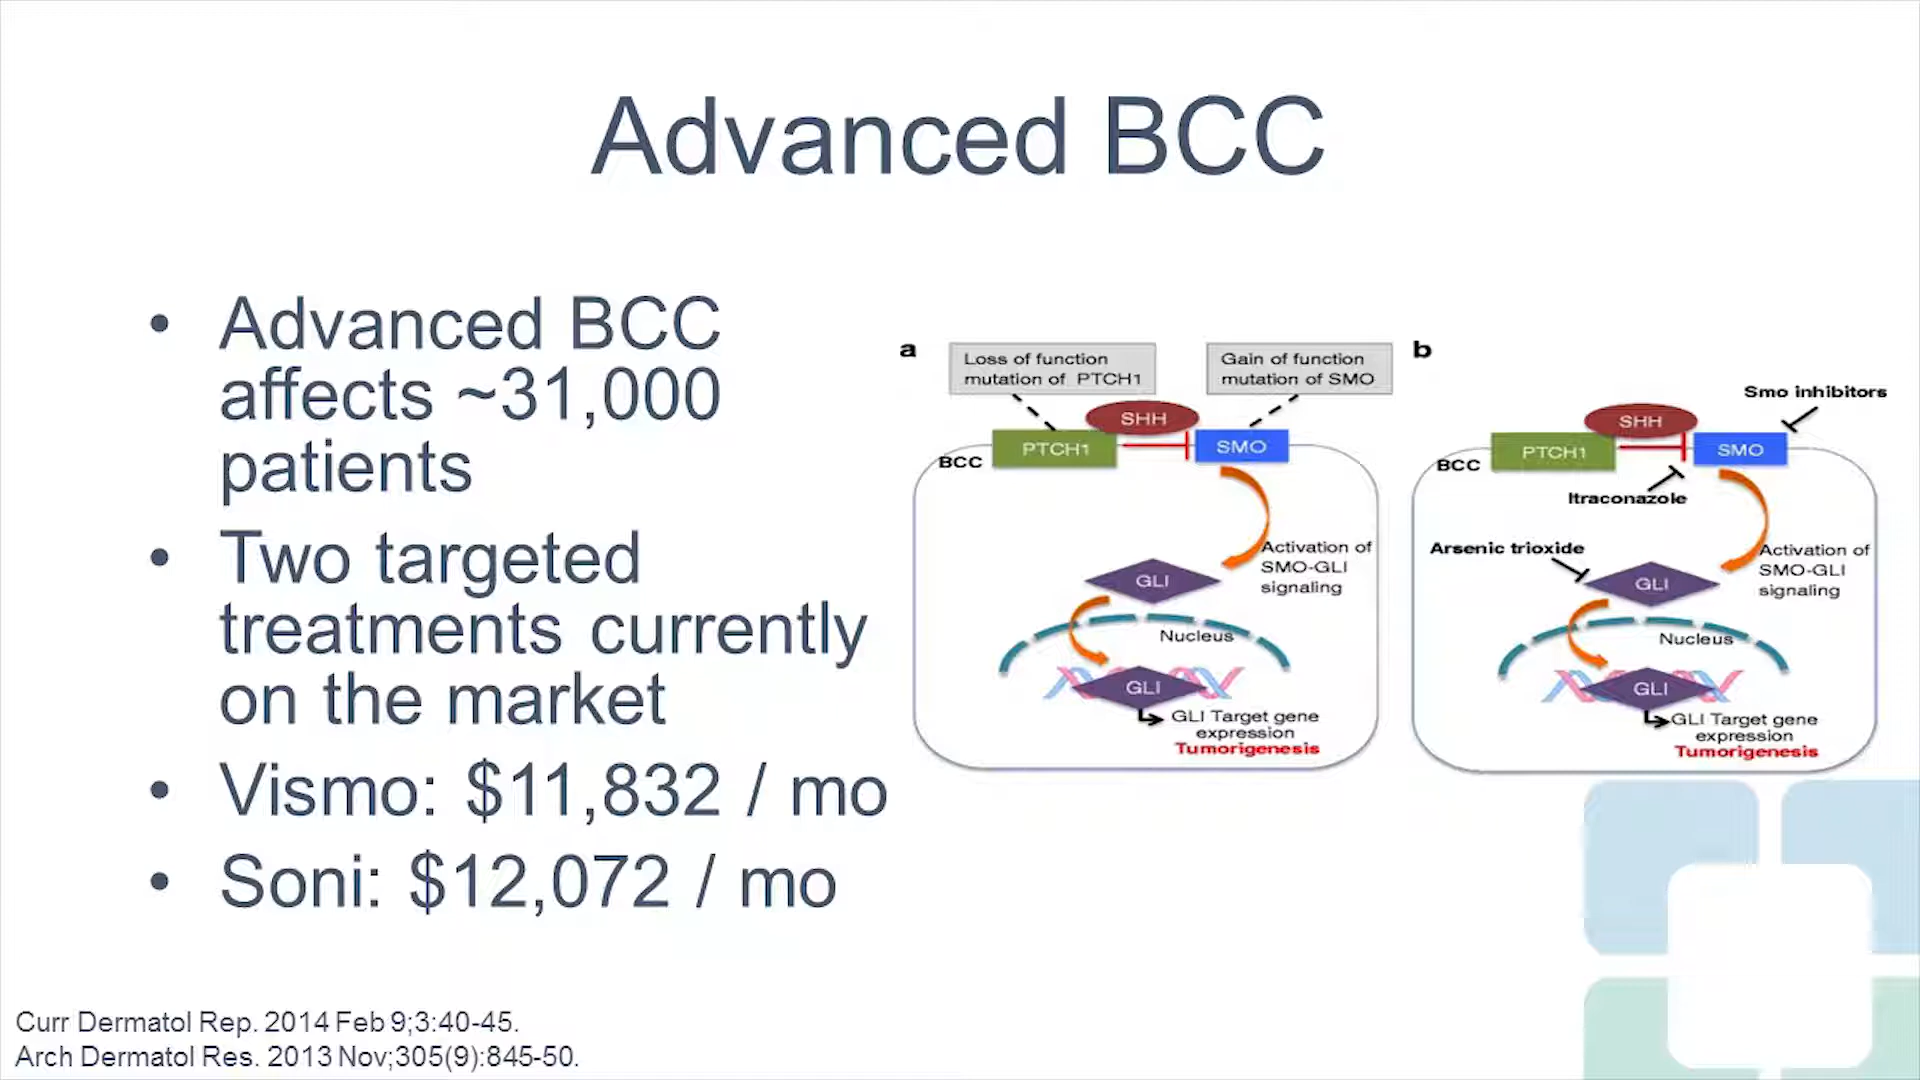 Advanced BCC
• Advanced BCC
affects ~31,000
patients
• Two targeted
treatments currently
on the market
• Vismo: $11,832 / mo
• Soni: $12,072 / mo
a
Loss of function
mutation of PTCH1
Gain of function
mutation of SMO
SHH
PTCH1
SMO
BCC
Activation of
SMO-GLI
signaling
GLI
Nucleus
GLI
GLI Target gene
expression
Tumorigenesis
b
Smo inhibitors
SHH
PTCH1
SMO
BCC
Itraconazole
Arsenic trioxide
Activation of
SMO-GLI
signaling
GLI
Nucleus
GLI
GLI Target gene
expression
Tumorigenesis
Curr Dermatol Rep. 2014 Feb 9;3:40-45.
Arch Dermatol Res. 2013 Nov;305(9):845-50.